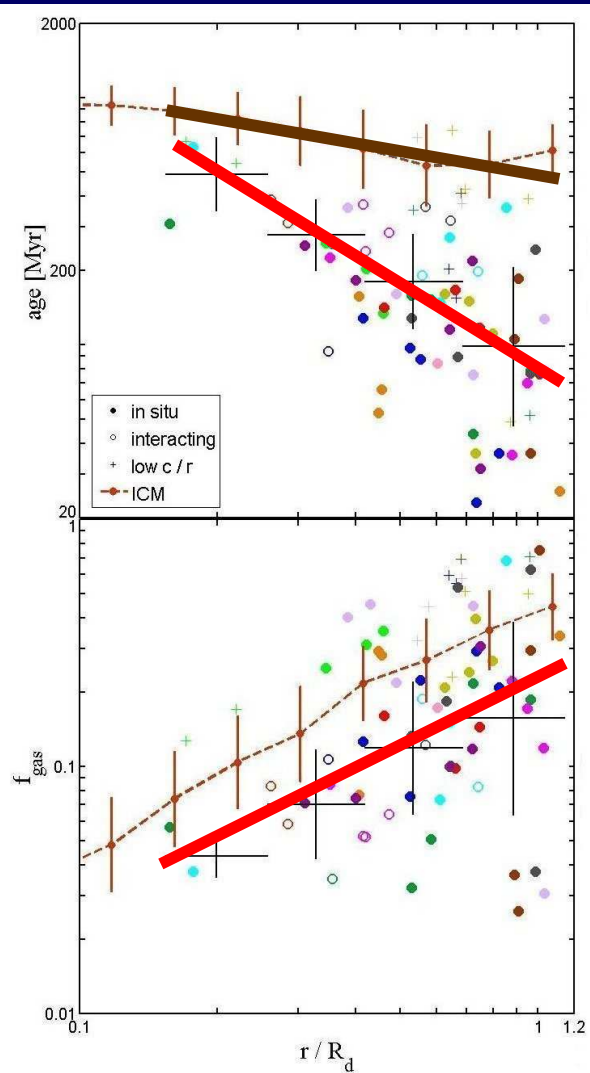 2000
age [Myr]
200
in situ
interacting
low c / r
ICM
20
1
f_gas
0.1
0.01
0.1
1
1.2
r / R_d